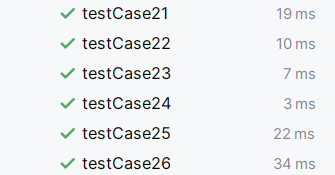 testCase21 19 ms
testCase22 10 ms
testCase23 7 ms
testCase24 3 ms
testCase25 22 ms
testCase26 34 ms